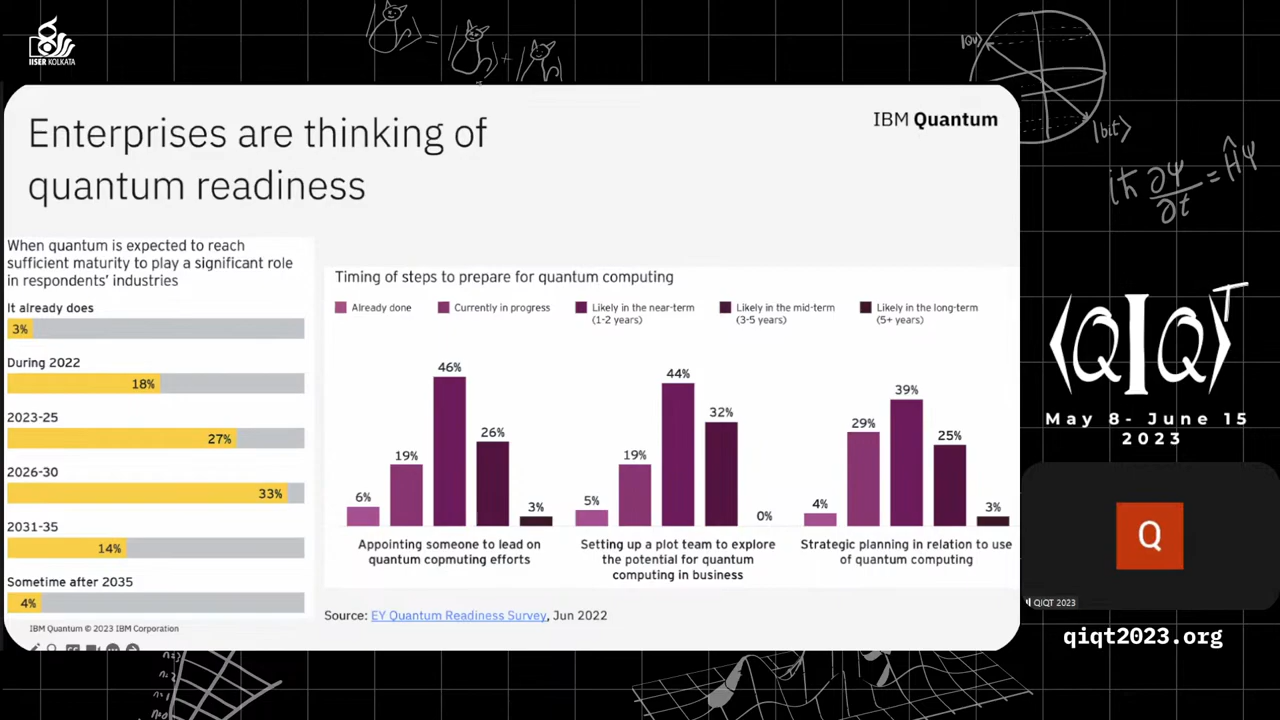 IISER KOLKATA
Enterprises are thinking of
quantum readiness
IBM Quantum
When quantum is expected to reach
sufficient maturity to play a significant role
in respondents' industries
It already does
3%
During 2022
18%
2023-25
27%
2026-30
33%
2031-35
14%
Sometime after 2035
4%
Timing of steps to prepare for quantum computing
Already done
Currently in progress
Likely in the near-term
(1-2 years)
Likely in the mid-term
(3-5 years)
Likely in the long-term
(5+ years)
6%
19%
46%
26%
3%
Appointing someone to lead on
quantum copmuting efforts
5%
19%
44%
32%
0%
Setting up a plot team to explore
the potential for quantum
computing in business
4%
29%
39%
25%
3%
Strategic planning in relation to use
of quantum computing
Source: EY Quantum Readiness Survey, Jun 2022
IBM Quantum © 2023 IBM Corporation
|bit⟩
iℏ ∂ψ/∂t = Ĥψ
⟨QIQ⟩T
May 8- June 15
2023
Q
QIQT 2023
qiqt2023.org
n=2
n=1
n=0